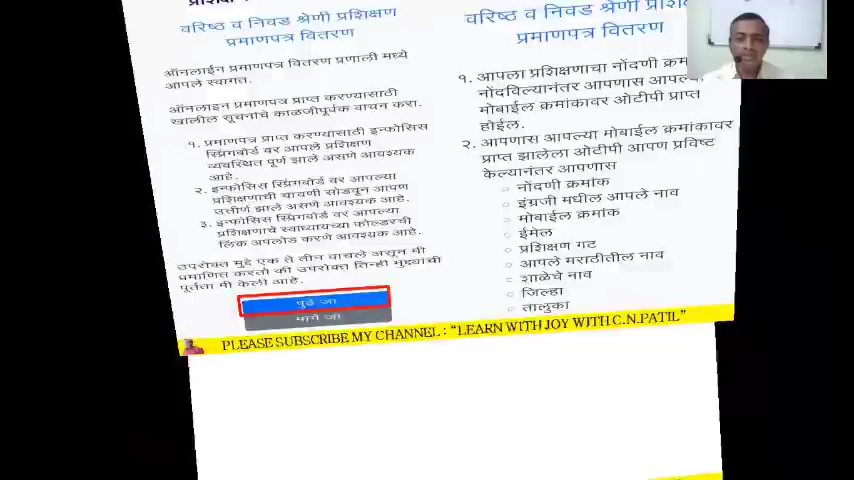 वरिष्ठ व निवड श्रेणी प्रशिक्षण
प्रमाणपत्र वितरण
ऑनलाईन प्रमाणपत्र वितरण प्रणाली मध्ये
आपले स्वागत.
ऑनलाइन प्रमाणपत्र प्राप्त करण्यासाठी
खालील सूचनांचे काळजीपूर्वक वाचन करा.
१. प्रमाणपत्र प्राप्त करण्यासाठी इन्फोसिस
स्प्रिंगबोर्ड वर आपले प्रशिक्षण
व्यवस्थित पूर्ण झाले असणे आवश्यक
आहे.
२. इन्फोसिस स्प्रिंगबोर्ड वर आपल्या
प्रशिक्षणाची चाचणी सोडवून आपण
उत्तीर्ण झाले असणे आवश्यक आहे.
३. इन्फोसिस स्प्रिंगबोर्ड वर आपल्या
प्रशिक्षणाचे स्वाध्यायच्या फोल्डरची
लिंक अपलोड करणे आवश्यक आहे.
उपरोक्त मुद्दे एक ते तीन वाचले असून मी
प्रमाणित करतो की उपरोक्त तिन्ही मुद्द्यांची
पूर्तता मी केली आहे.
पुढे जा
मागे जा
वरिष्ठ व निवड श्रेणी
प्रमाणपत्र वितरण
१. आपला प्रशिक्षणाचा नोंदणी
नोंदविल्यानंतर आपणास
मोबाईल क्रमांकावर ओटीपी प्राप्त
होईल.
२. आपणास आपल्या मोबाईल क्रमांकावर
प्राप्त झालेला ओटीपी आपण प्रविष्ट
केल्यानंतर आपणास
○ नोंदणी क्रमांक
○ इंग्रजी मधील आपले नाव
○ मोबाईल क्रमांक
○ ईमेल
○ प्रशिक्षण गट
○ आपले मराठीतील नाव
○ शाळेचे नाव
○ जिल्हा
○ तालुका
PLEASE SUBSCRIBE MY CHANNEL : “LEARN WITH JOY WITH C.N.PATIL”